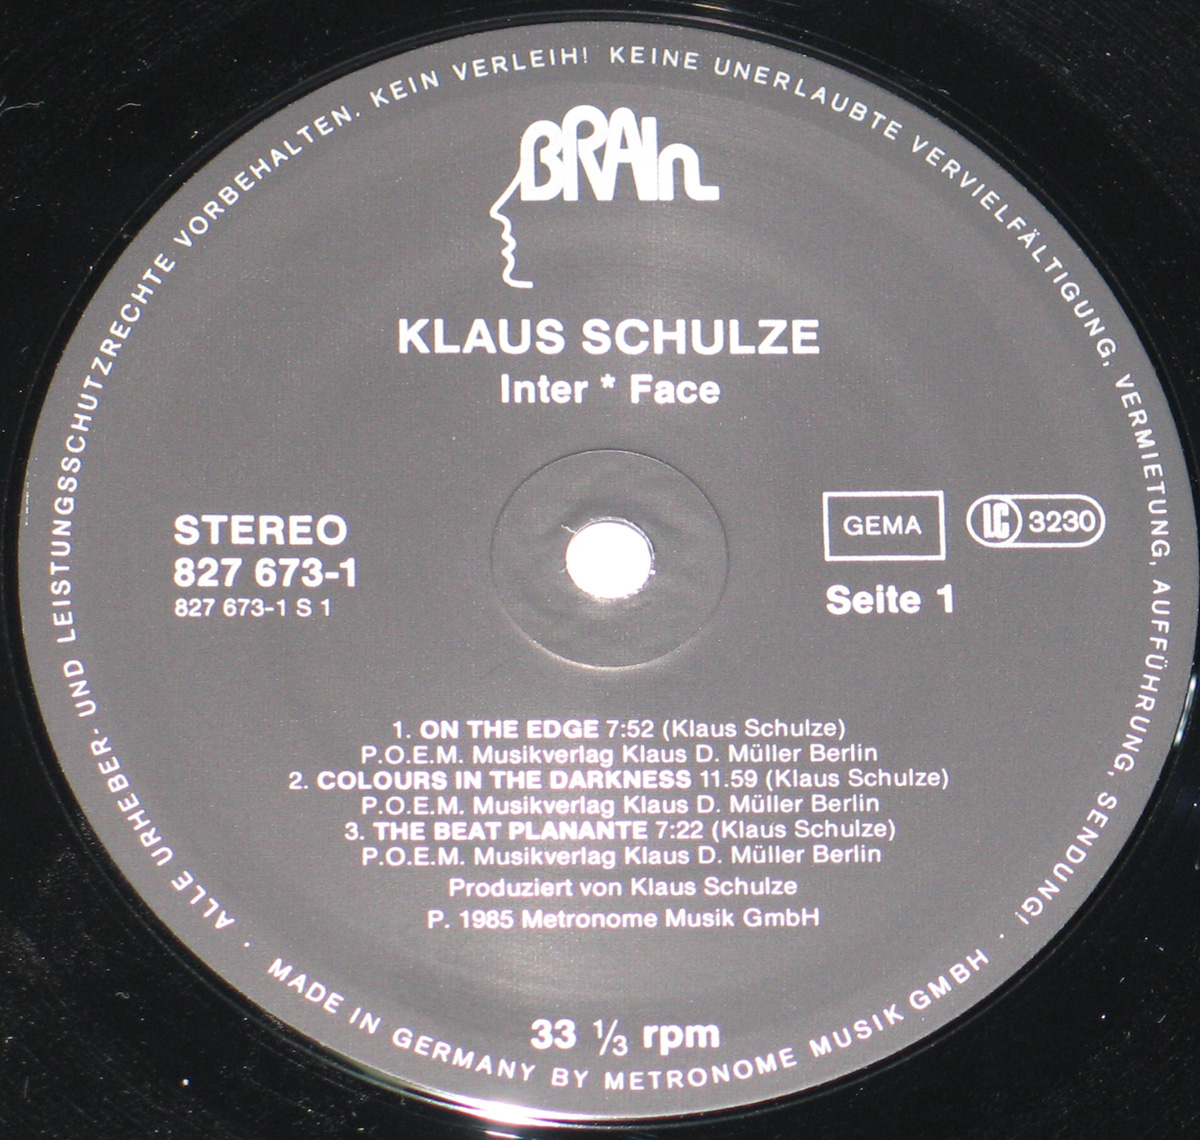 ALLE URHEBER- UND LEISTUNGSSCHUTZRECHTE VORBEHALTEN. KEIN VERLEIH! KEINE UNERLAUBTE VERVIELFÄLTIGUNG, VERMIETUNG, AUFFÜHRUNG, SENDUNG!
BRAIn
KLAUS SCHULZE
Inter * Face
STEREO
827 673-1
827 673-1 S 1
GEMA
LC 3230
Seite 1
1. ON THE EDGE 7:52 (Klaus Schulze)
P.O.E.M. Musikverlag Klaus D. Müller Berlin
2. COLOURS IN THE DARKNESS 11.59 (Klaus Schulze)
P.O.E.M. Musikverlag Klaus D. Müller Berlin
3. THE BEAT PLANANTE 7:22 (Klaus Schulze)
P.O.E.M. Musikverlag Klaus D. Müller Berlin
Produziert von Klaus Schulze
P. 1985 Metronome Musik GmbH
33 ⅓ rpm
· MADE IN GERMANY BY METRONOME MUSIK GMBH ·